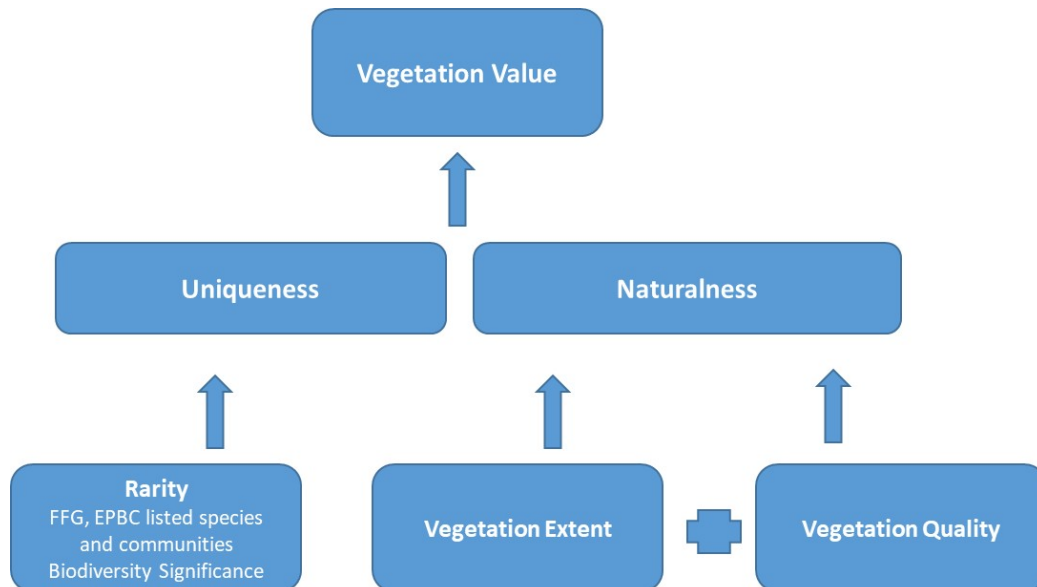 Vegetation Value
Uniqueness
Naturalness
Rarity
FFG, EPBC listed species
and communities
Biodiversity Significance
Vegetation Extent
Vegetation Quality